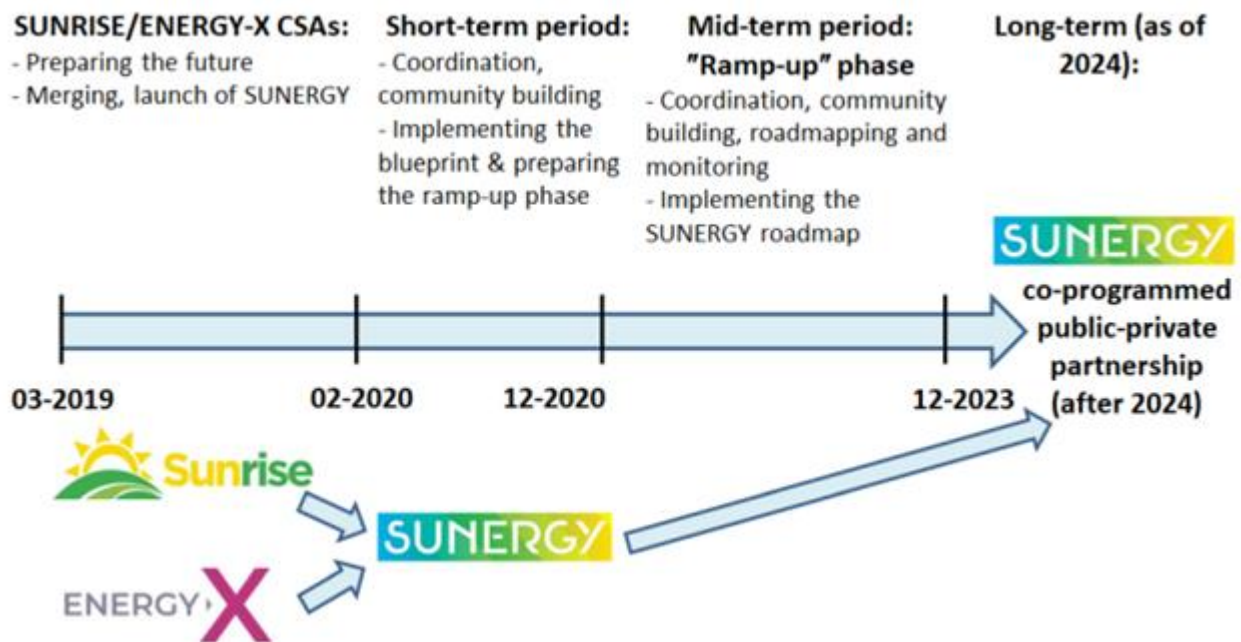 SUNRISE/ENERGY-X CSAs:
- Preparing the future
- Merging, launch of SUNERGY
Short-term period:
- Coordination,
community building
- Implementing the
blueprint & preparing
the ramp-up phase
Mid-term period:
"Ramp-up" phase
- Coordination, community
building, roadmapping and
monitoring
- Implementing the
SUNERGY roadmap
Long-term (as of
2024):
SUNERGY
co-programmed
public-private
partnership
(after 2024)
03-2019
02-2020
12-2020
12-2023
Sunrise
SUNERGY
ENERGY X